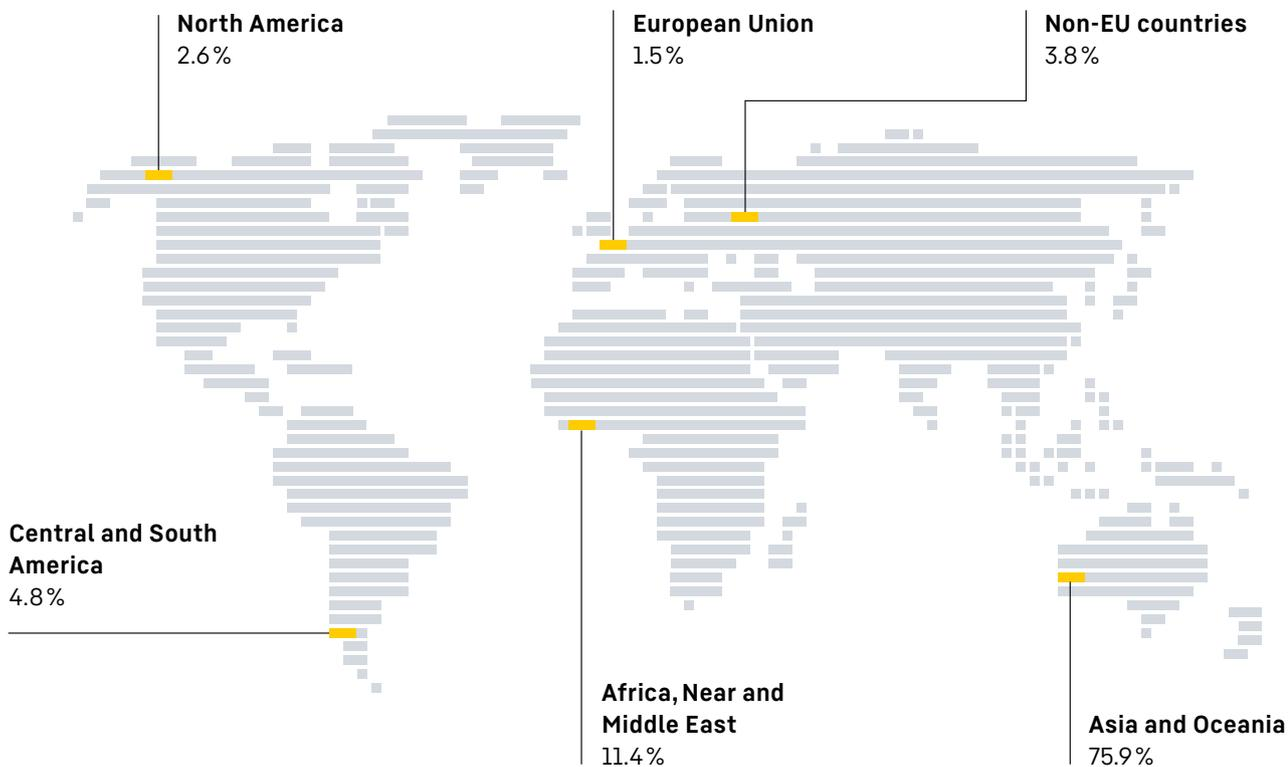 North America
2.6 %
European Union
1.5 %
Non-EU countries
3.8 %
Central and South
America
4.8 %
Africa, Near and
Middle East
11.4 %
Asia and Oceania
75.9 %